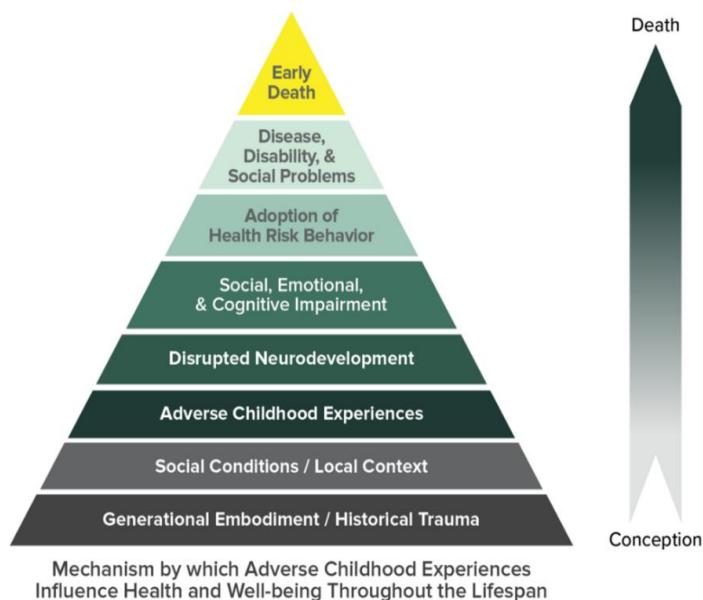 Death
Early
Death
Disease,
Disability, &
Social Problems
Adoption of
Health Risk Behavior
Social, Emotional,
& Cognitive Impairment
Disrupted Neurodevelopment
Adverse Childhood Experiences
Social Conditions / Local Context
Generational Embodiment / Historical Trauma
Conception
Mechanism by which Adverse Childhood Experiences
Influence Health and Well-being Throughout the Lifespan